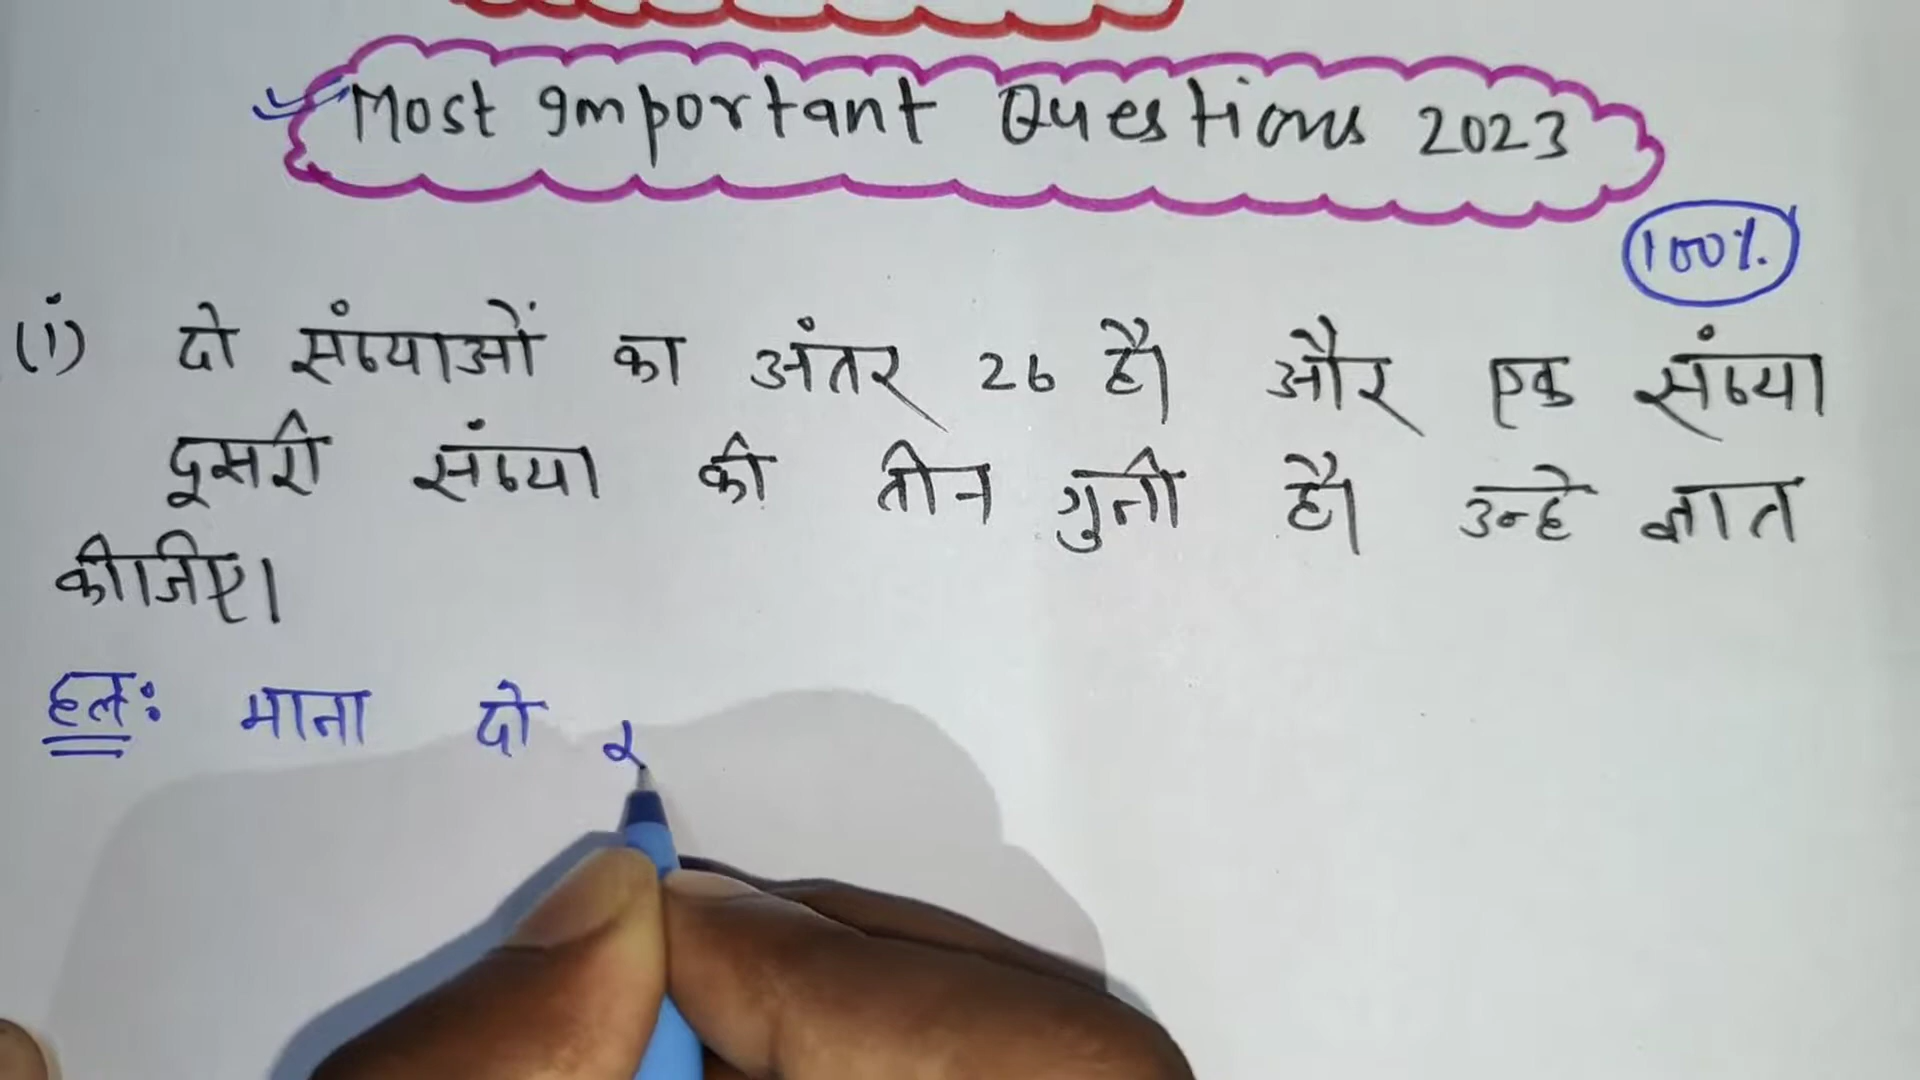 Most Important Questions 2023
100%
(i) दो संख्याओं का अंतर 26 है। और एक संख्या
दूसरी संख्या की तीन गुनी है। उन्हे ज्ञात
कीजिए।
हल: माना दो